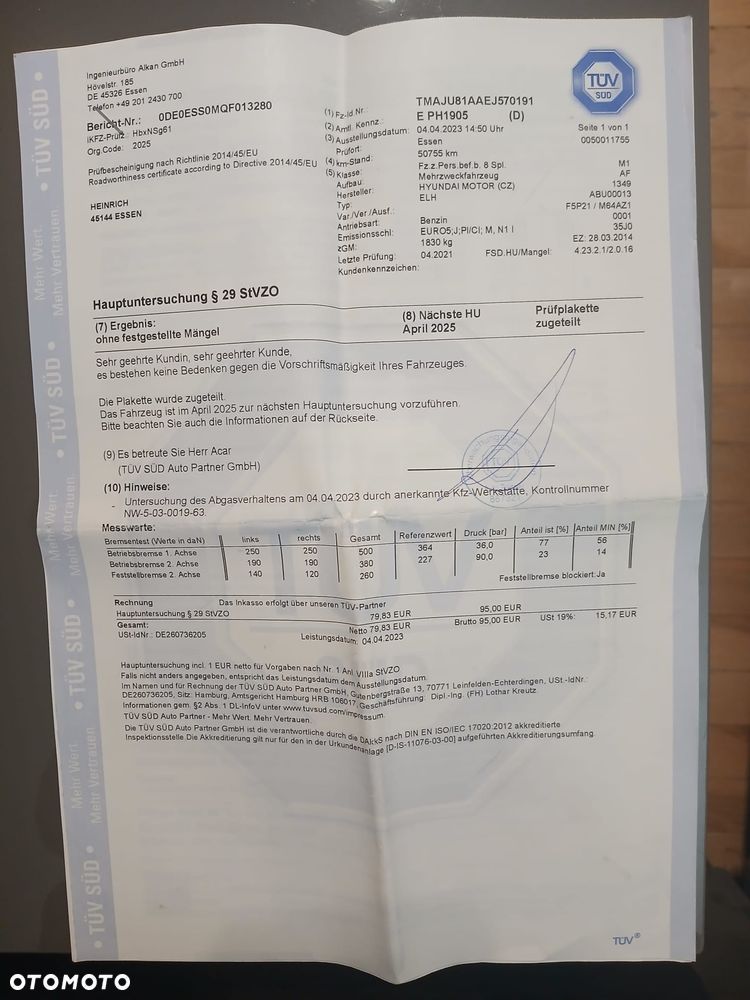 Ingenieurbüro Alkan GmbH
Hövelstr. 185
DE 45326 Essen
Telefon +49 201 2430 700
Bericht-Nr.: 0DE0ESS0MQF013280
iKFZ-Prüfz.: HbxNSg61
Org.Code: 2025
Prüfbescheinigung nach Richtlinie 2014/45/EU
Roadworthiness certificate according to Directive 2014/45/EU
HEINRICH
45144 ESSEN
(1) Fz-Id Nr. TMAJU81AAEJ570191
(2) Amtl. Kennz.: E PH1905 (D)
(3) Ausstellungsdatum: 04.04.2023 14:50 Uhr
Prüfort: Essen
(4) km-Stand: 50755 km
(5) Klasse: Fz.z.Pers.bef.b. 8 Spl. M1
Aufbau: Mehrzweckfahrzeug AF
Hersteller: HYUNDAI MOTOR (CZ) 1349
Typ: ELH ABU00013
Var./Ver./Ausf.: F5P21 / M64AZ1
Antriebsart: Benzin 0001
Emissionsschl: EURO5;J;PI/CI; M, N1 I 35J0
zGM: 1830 kg EZ: 28.03.2014
Letzte Prüfung: 04.2021 FSD.HU/Mangel: 4.23.2.1/2.0.16
Kundenkennzeichen:
TÜV
SÜD
Seite 1 von 1
0050011755
Hauptuntersuchung § 29 StVZO
(7) Ergebnis:
ohne festgestellte Mängel
(8) Nächste HU
April 2025
Prüfplakette
zugeteilt
Sehr geehrte Kundin, sehr geehrter Kunde,
es bestehen keine Bedenken gegen die Vorschriftsmäßigkeit Ihres Fahrzeuges.
Die Plakette wurde zugeteilt.
Das Fahrzeug ist im April 2025 zur nächsten Hauptuntersuchung vorzuführen.
Bitte beachten Sie auch die Informationen auf der Rückseite.
(9) Es betreute Sie Herr Acar
(TÜV SÜD Auto Partner GmbH)
(10) Hinweise:
- Untersuchung des Abgasverhaltens am 04.04.2023 durch anerkannte Kfz-Werkstätte, Kontrollnummer
NW-5-03-0019-63.
Messwerte:
Bremsentest (Werte in daN) links rechts Gesamt Referenzwert Druck [bar] Anteil ist [%] Anteil MIN [%]
Betriebsbremse 1. Achse 250 250 500 364 36,0 77 56
Betriebsbremse 2. Achse 190 190 380 227 90,0 23 14
Feststellbremse 2. Achse 140 120 260 Feststellbremse blockiert:Ja
Rechnung Das Inkasso erfolgt über unseren TÜV-Partner
Hauptuntersuchung § 29 StVZO 79,83 EUR 95,00 EUR
Gesamt: Netto 79,83 EUR Brutto 95,00 EUR USt 19%: 15,17 EUR
USt-IdNr.: DE260736205 Leistungsdatum: 04.04.2023
Hauptuntersuchung incl. 1 EUR netto für Vorgaben nach Nr. 1 Anl VIIIa StVZO
Falls nicht anders angegeben, entspricht das Leistungsdatum dem Ausstellungsdatum.
Im Namen und für Rechnung der TÜV SÜD Auto Partner GmbH, Gutenbergstraße 13, 70771 Leinfelden-Echterdingen, USt.-IdNr.:
DE260736205, Sitz: Hamburg, Amtsgericht Hamburg HRB 106017, Geschäftsführung: Dipl.-Ing. (FH) Lothar Kreutz
Informationen gem. §2 Abs. 1 DL-InfoV unter www.tuvsud.com/impressum.
TÜV SÜD Auto Partner - Mehr Wert. Mehr Vertrauen.
Die TÜV SÜD Auto Partner GmbH ist die verantwortliche durch die DAkkS nach DIN EN ISO/IEC 17020:2012 akkreditierte
Inspektionsstelle.Die Akkreditierung gilt nur für den in der Urkundenanlage [D-IS-11076-03-00] aufgeführten Akkreditierungsumfang.
TÜV SÜD •
Mehr Wert.
Mehr Vertrauen
• TÜV SÜD •
Mehr Wert.
Mehr Vertrauen.
• TÜV SÜD •
Mehr Wert.
Mehr Vertrauen
• TÜV SÜD •
TÜV®
OTOMOTO